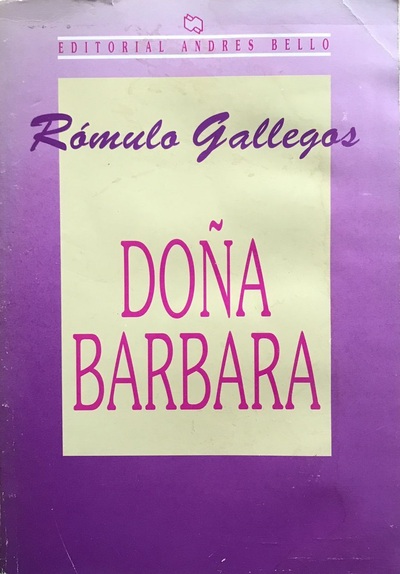 EDITORIAL ANDRES BELLO
Rómulo Gallegos
DOÑA
BARBARA